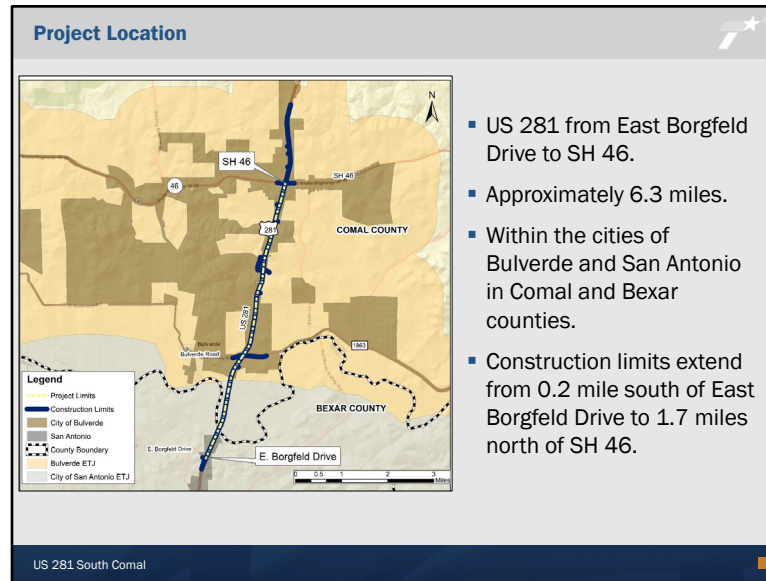 Project Location
N
SH 46
SH 46
46
281
COMAL COUNTY
US 281
Bulverde
Bulverde Road
1863
BEXAR COUNTY
E. Borgfeld Drive
E. Borgfeld Drive
Legend
Project Limits
Construction Limits
City of Bulverde
San Antonio
County Boundary
Bulverde ETJ
City of San Antonio ETJ
0 0.5 1 2 3
Miles
US 281 from East Borgfeld
Drive to SH 46.
Approximately 6.3 miles.
Within the cities of
Bulverde and San Antonio
in Comal and Bexar
counties.
Construction limits extend
from 0.2 mile south of East
Borgfeld Drive to 1.7 miles
north of SH 46.
US 281 South Comal